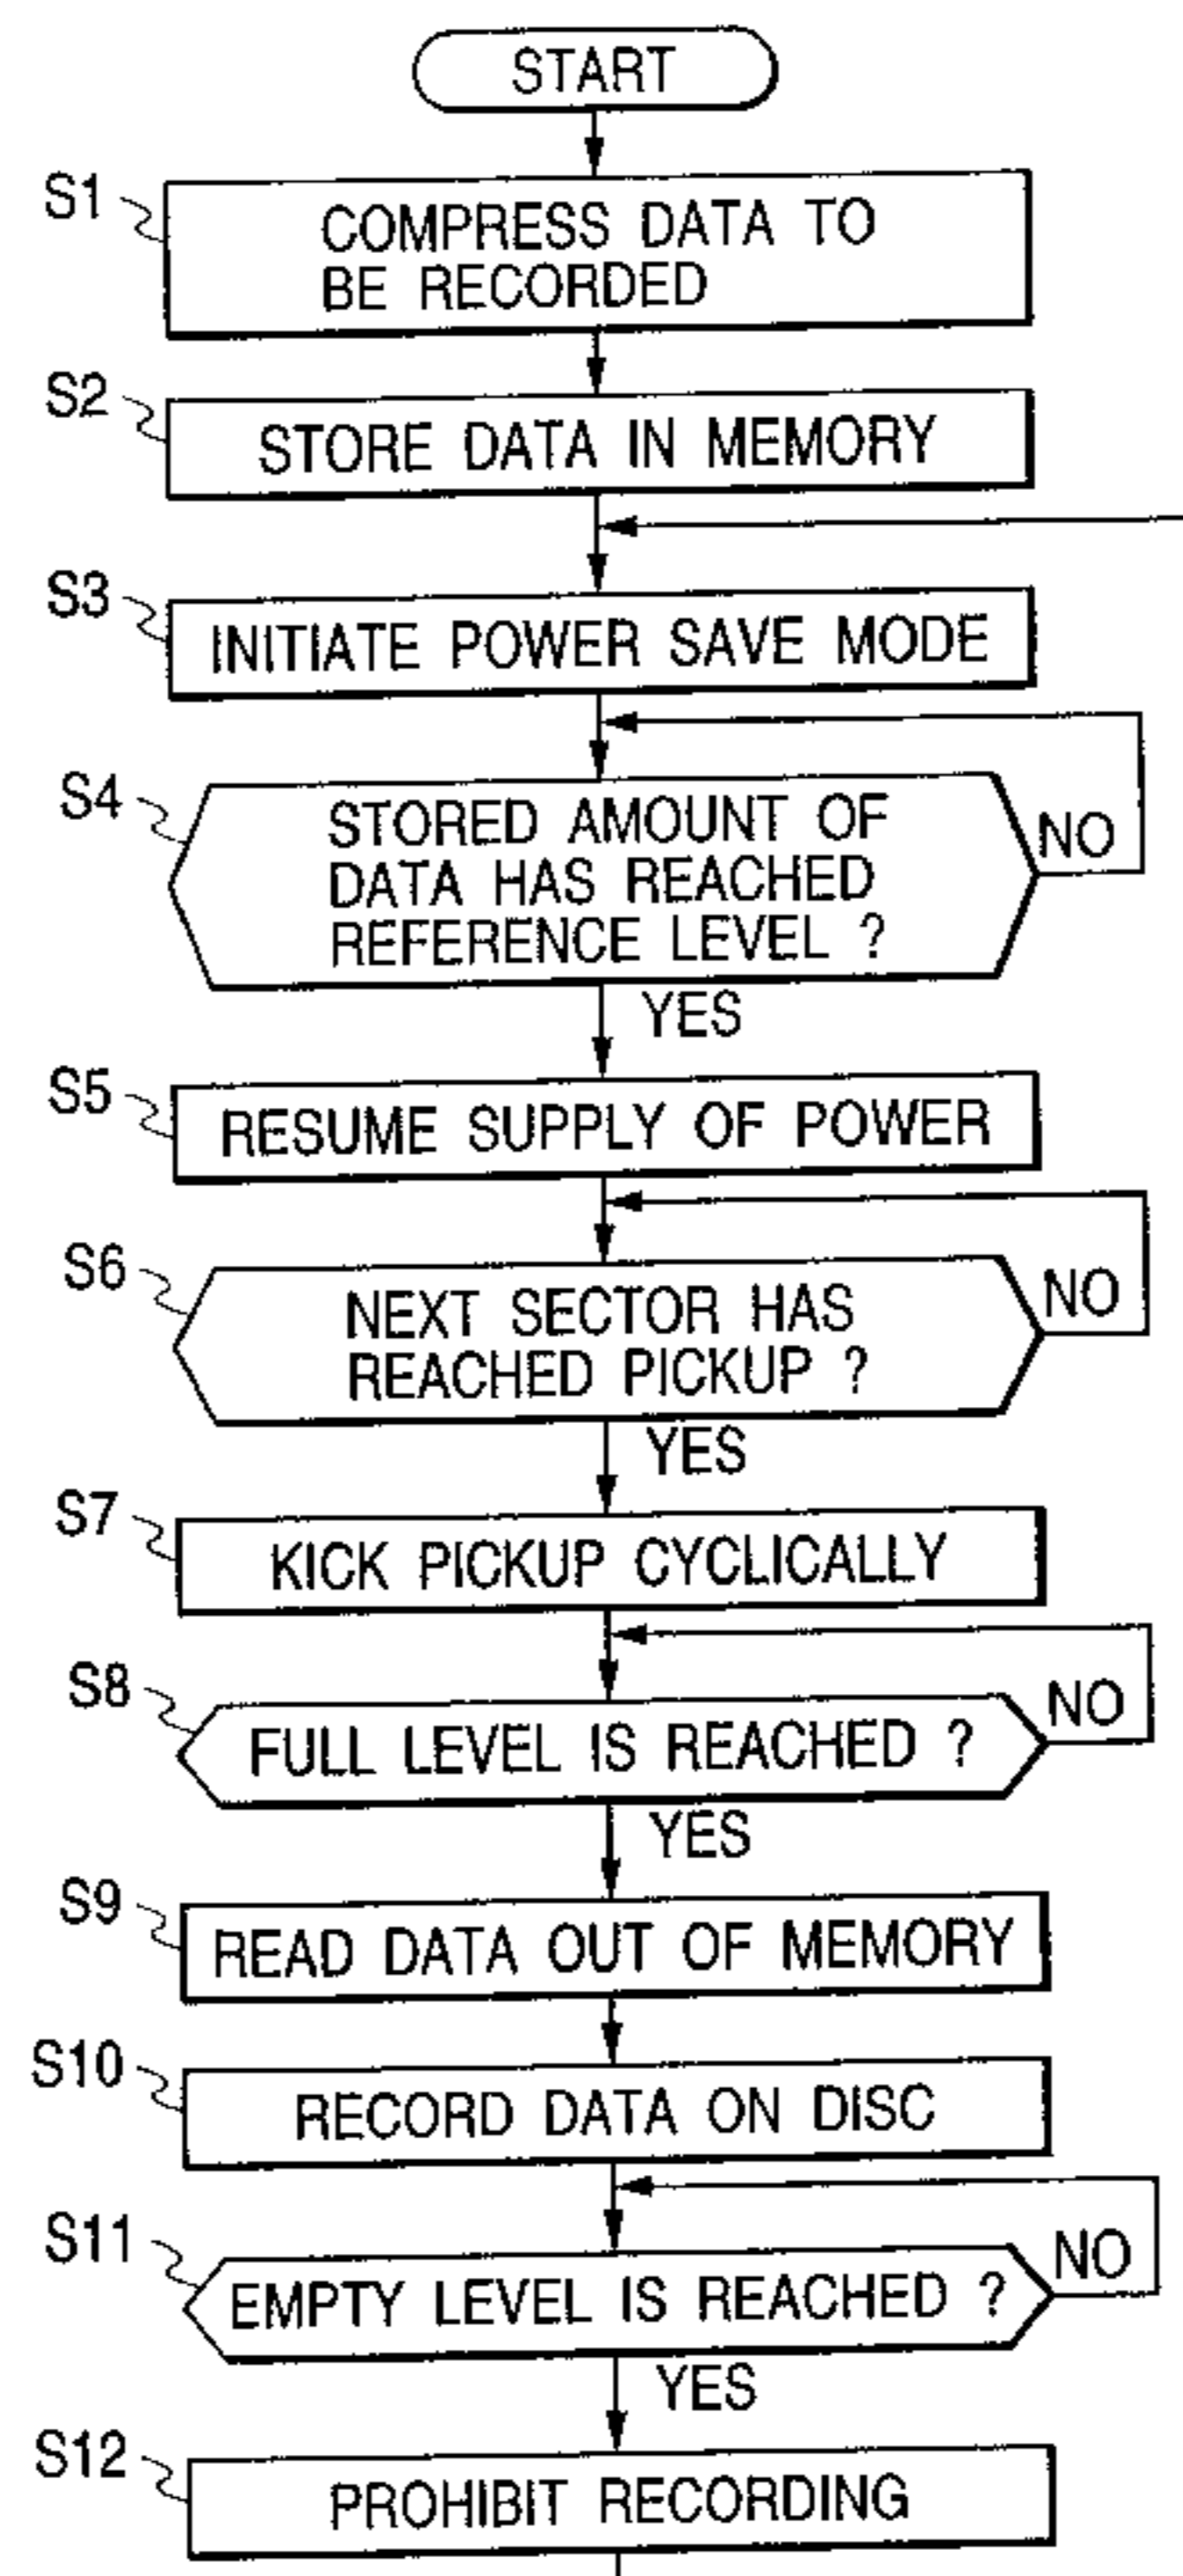 START
S1
COMPRESS DATA TO
BE RECORDED
S2
STORE DATA IN MEMORY
S3
INITIATE POWER SAVE MODE
S4
STORED AMOUNT OF
DATA HAS REACHED
REFERENCE LEVEL ?
NO
YES
S5
RESUME SUPPLY OF POWER
S6
NEXT SECTOR HAS
REACHED PICKUP ?
NO
YES
S7
KICK PICKUP CYCLICALLY
S8
FULL LEVEL IS REACHED ?
NO
YES
S9
READ DATA OUT OF MEMORY
S10
RECORD DATA ON DISC
S11
EMPTY LEVEL IS REACHED ?
NO
YES
S12
PROHIBIT RECORDING